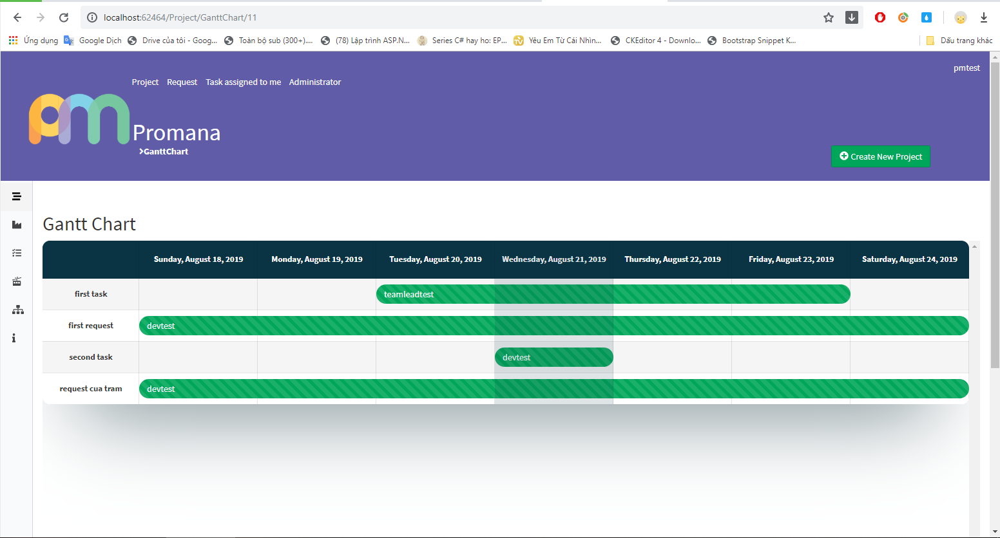 localhost:62464/Project/GanttChart/11
Ứng dụng Google Dịch Drive của tôi - Goog... Toàn bộ sub (300+).... (78) Lập trình ASP.N... Series C# hay ho: EP... Yêu Em Từ Cái Nhìn... CKEditor 4 - Downlo... Bootstrap Snippet K... Dấu trang khác
pmtest
Project Request Task assigned to me Administrator
pm
Promana
GanttChart
Create New Project
Gantt Chart
Sunday, August 18, 2019 Monday, August 19, 2019 Tuesday, August 20, 2019 Wednesday, August 21, 2019 Thursday, August 22, 2019 Friday, August 23, 2019 Saturday, August 24, 2019
first task teamleadtest
first request devtest
second task devtest
request cua tram devtest